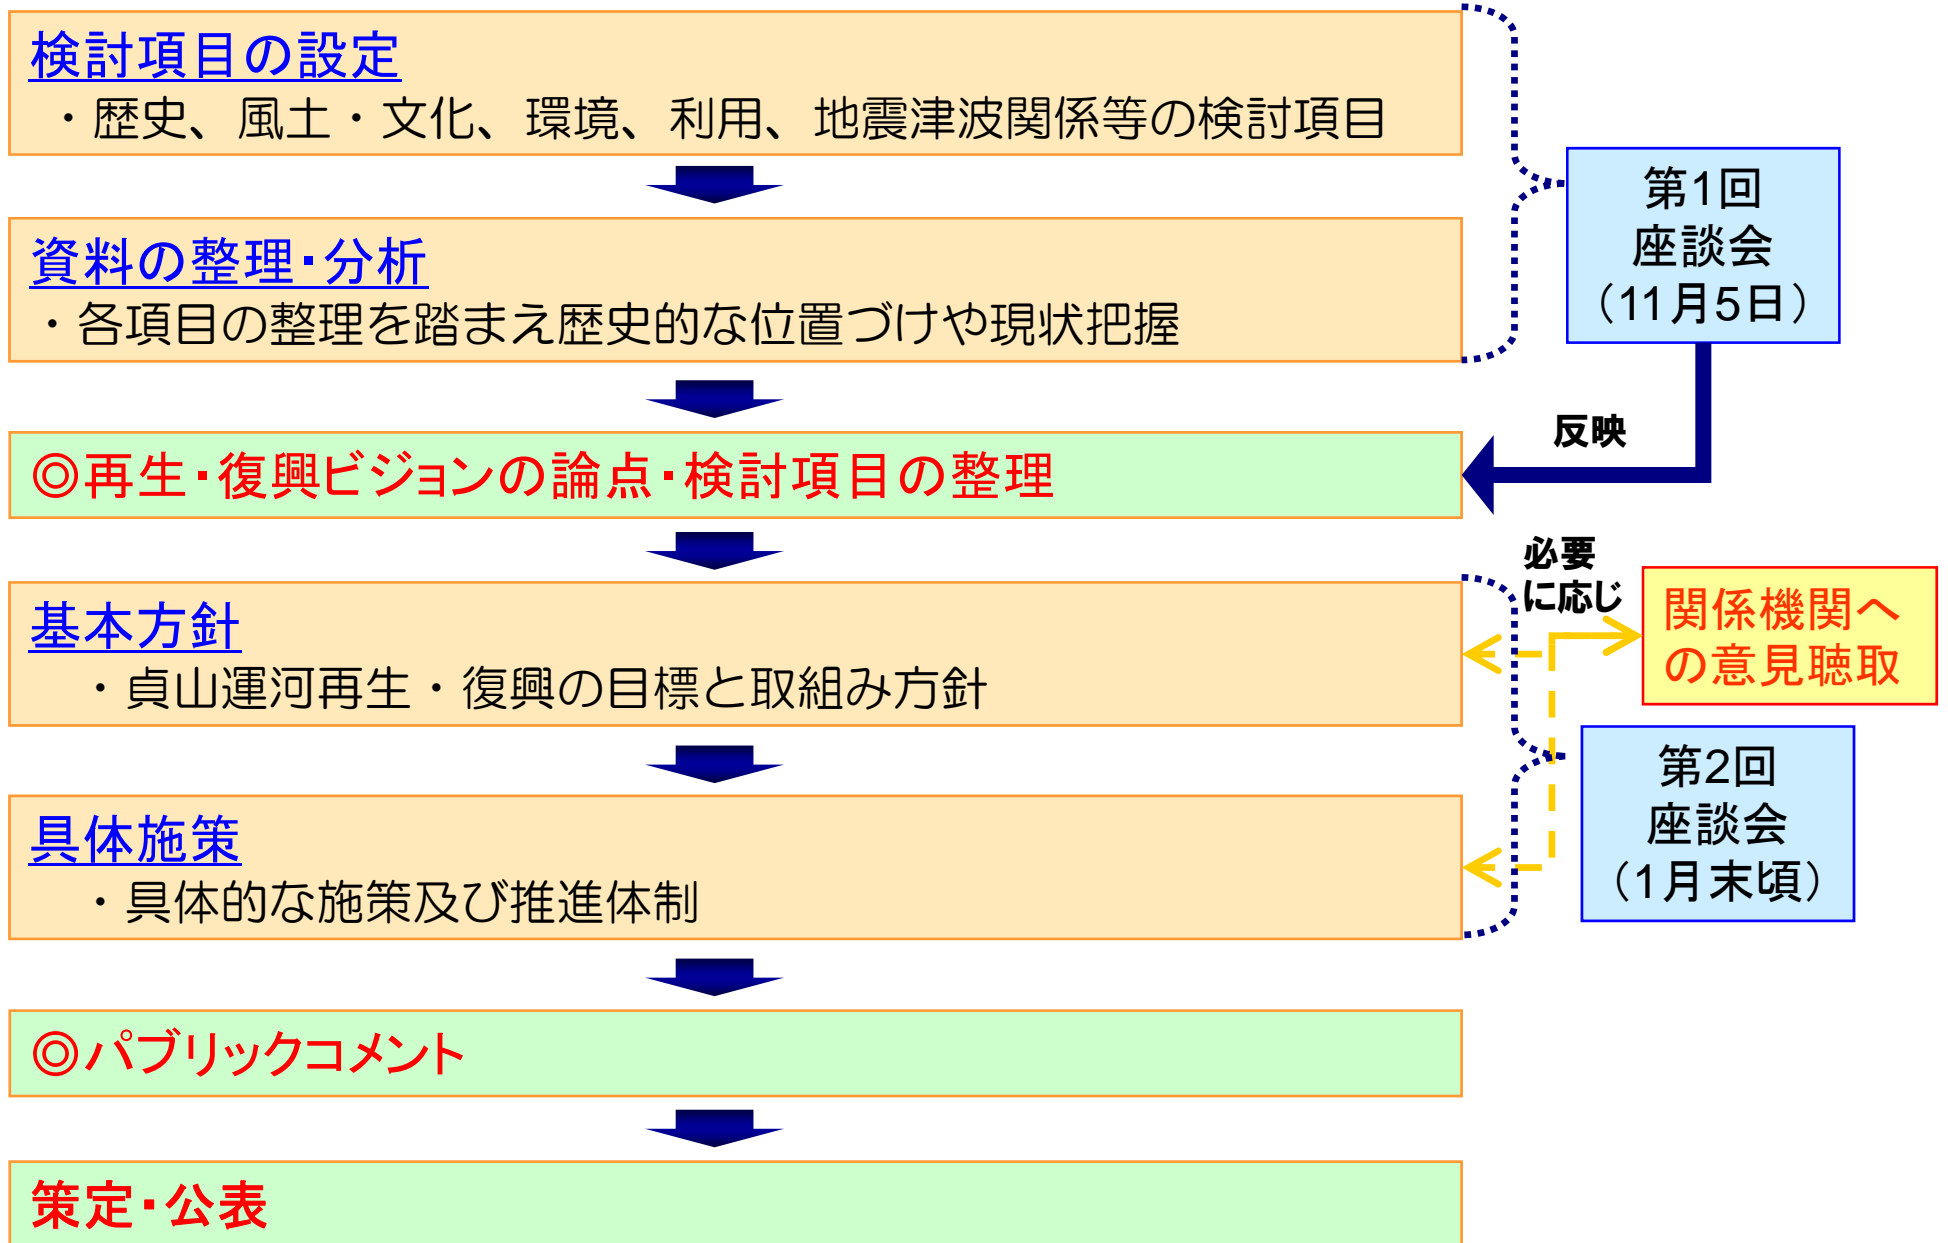 検討項目の設定
・歴史、風土・文化、環境、利用、地震津波関係等の検討項目
資料の整理・分析
・各項目の整理を踏まえ歴史的な位置づけや現状把握
第1回
座談会
（11月5日）
反映
◎再生・復興ビジョンの論点・検討項目の整理
必要
に応じ
関係機関へ
の意見聴取
基本方針
・貞山運河再生・復興の目標と取組み方針
第2回
座談会
（1月末頃）
具体施策
・具体的な施策及び推進体制
◎パブリックコメント
策定・公表